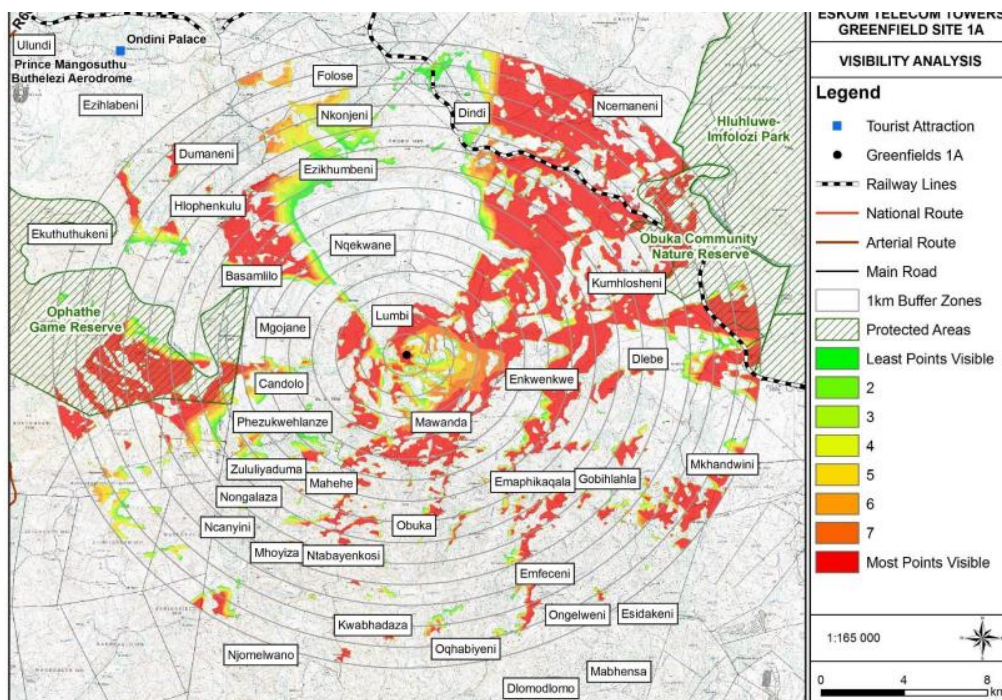 R6
Ulundi
Ondini Palace
Prince Mangosuthu
Buthelezi Aerodrome
Ezihlabeni
Folose
Nkonjeni
Dindi
Ncemaneni
Hluhluwe-
Imfolozi Park
Dumaneni
Ezikhumbeni
Hlophenkulu
Ekuthuthukeni
Nqekwane
Obuka Community
Nature Reserve
Basamlilo
Kumhlosheni
Ophathe
Game Reserve
Lumbi
Mgojane
Dlebe
Enkwenkwe
Candolo
Phezukwehlanze
Mawanda
Zululiyaduma
Mahehe
Emaphikaqala
Gobihlahla
Mkhandwini
Nongalaza
Ncanyini
Obuka
Mhoyiza
Ntabayenkosi
Emfeceni
Kwabhadaza
Ongelweni
Esidakeni
Njomelwano
Oqhabiyeni
Mabhensa
Dlomodlomo
ESKOM TELECOM TOWERS
GREENFIELD SITE 1A
VISIBILITY ANALYSIS
Legend
Tourist Attraction
Greenfields 1A
Railway Lines
National Route
Arterial Route
Main Road
1km Buffer Zones
Protected Areas
Least Points Visible
2
3
4
5
6
7
Most Points Visible
1:165 000
0 4 8
km